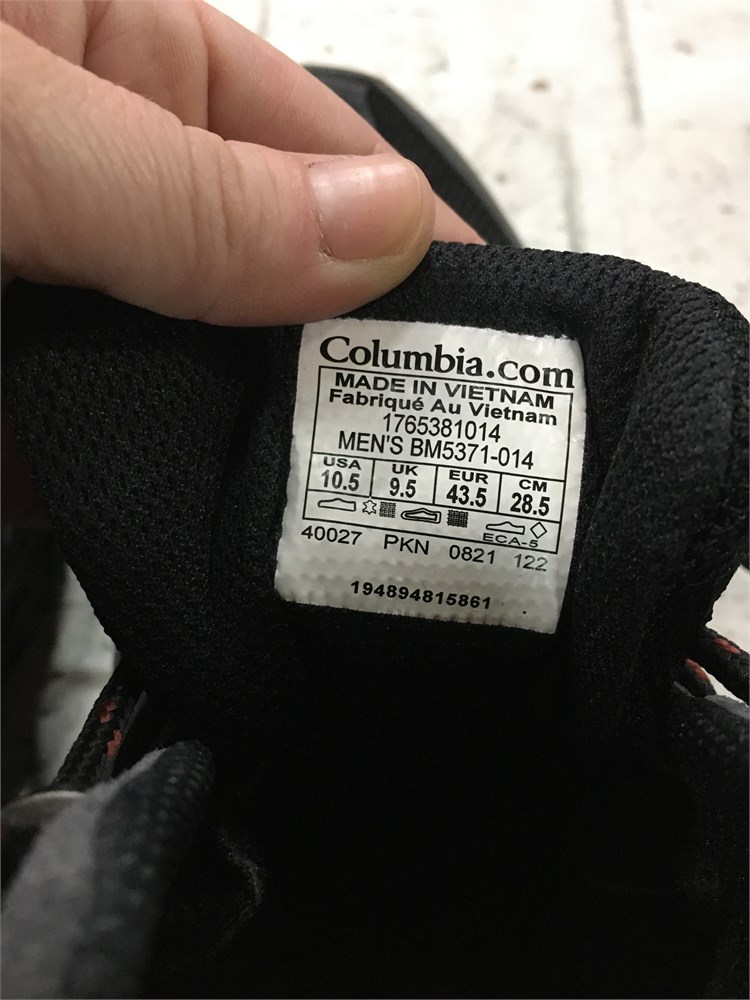 Columbia.com
MADE IN VIETNAM
Fabriqué Au Vietnam
1765381014
MEN'S BM5371-014
USA UK EUR CM
10.5 9.5 43.5 28.5
ECA-5
40027 PKN 0821 122
194894815861